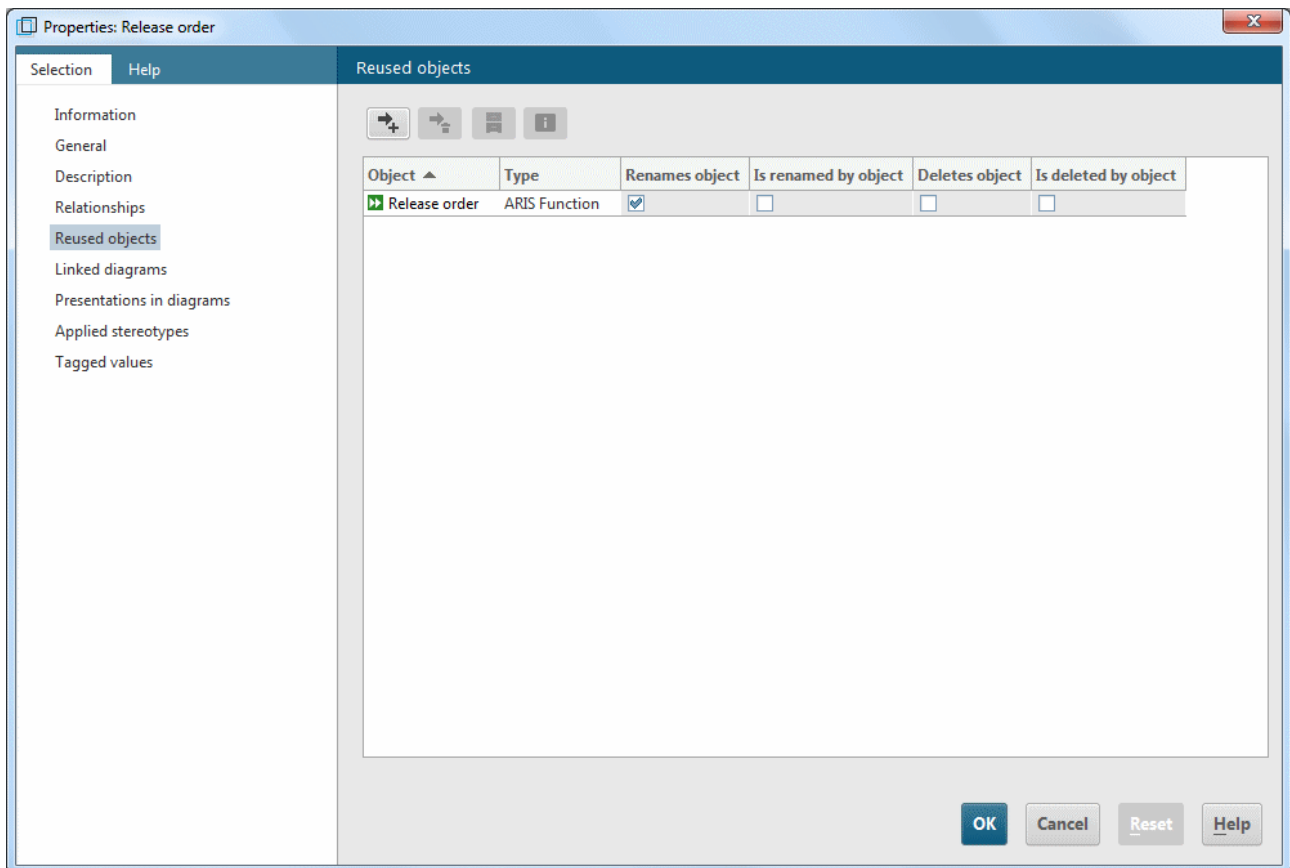 Properties: Release order
Selection
Help
Reused objects
Information
General
Description
Relationships
Reused objects
Linked diagrams
Presentations in diagrams
Applied stereotypes
Tagged values
Object Type Renames object Is renamed by object Deletes object Is deleted by object
Release order ARIS Function
OK Cancel Reset Help